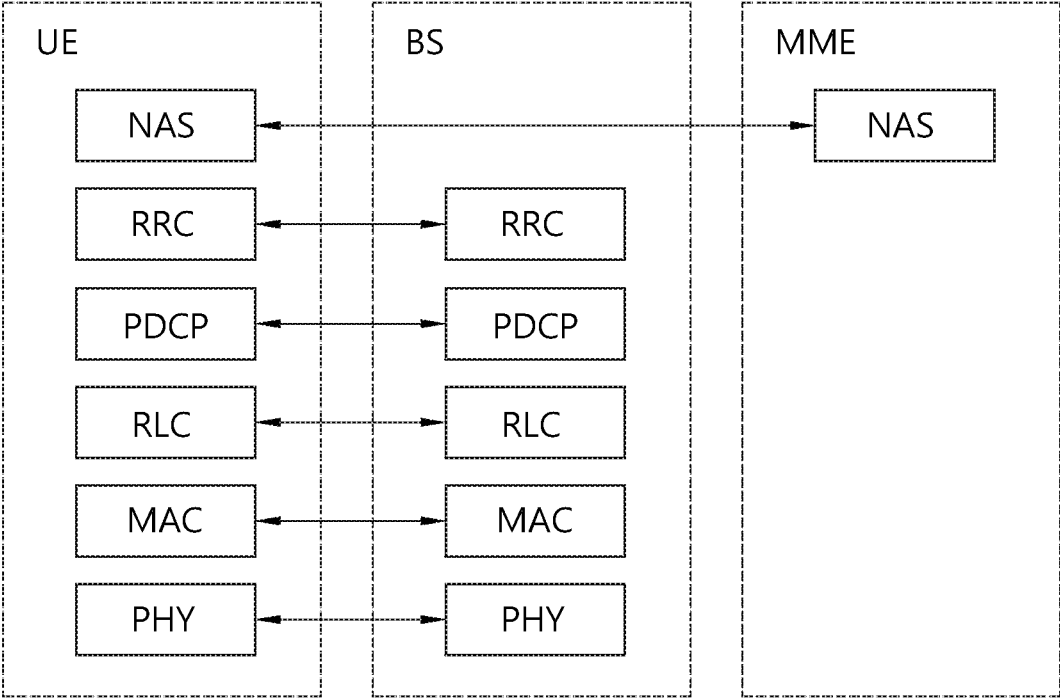 UE BS MME
NAS NAS
RRC RRC
PDCP PDCP
RLC RLC
MAC MAC
PHY PHY